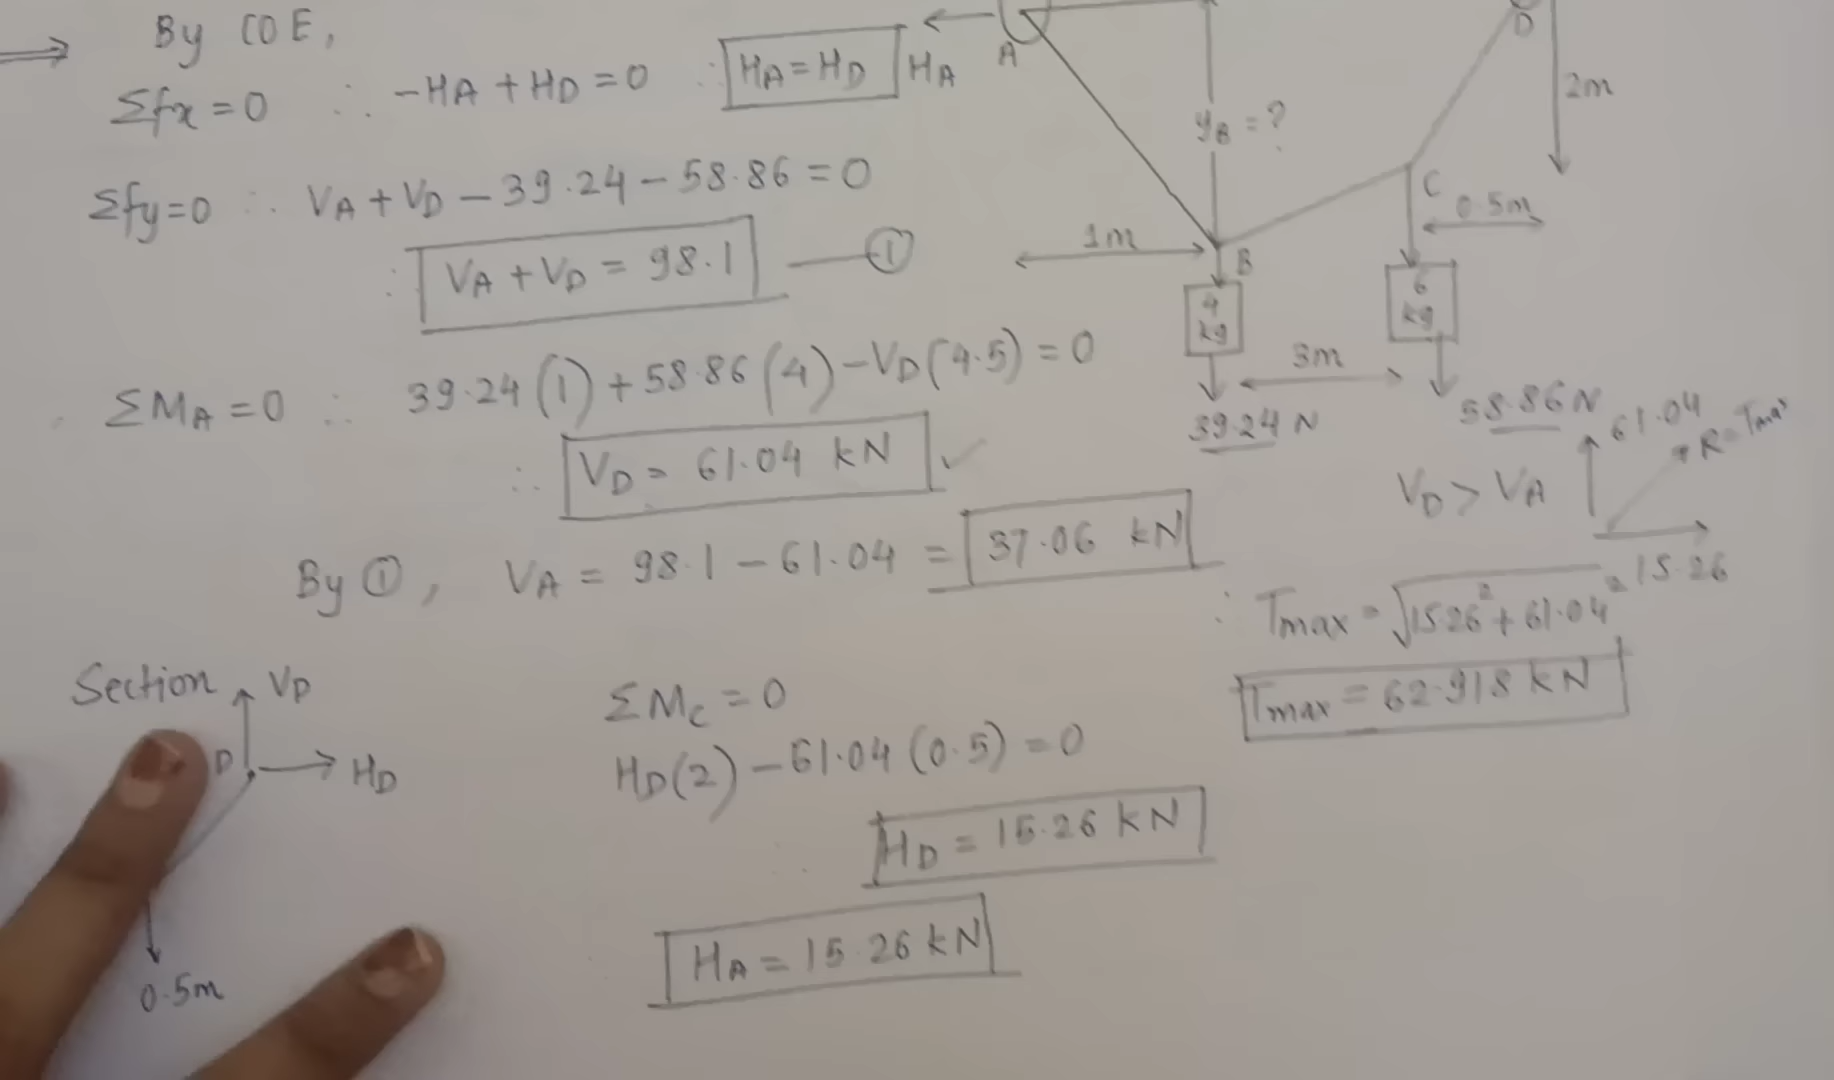 By COE,
Σfx = 0 ∴ -HA + HD = 0 ∴ HA = HD
Σfy = 0 ∴ VA + VD - 39.24 - 58.86 = 0
∴ VA + VD = 98.1 ①
ΣMA = 0 ∴ 39.24 (1) + 58.86 (4) - VD (4.5) = 0
∴ VD = 61.04 kN ✓
By ①, VA = 98.1 - 61.04 = 37.06 kN
Section
VD
D
HD
0.5m
ΣMc = 0
HD(2) - 61.04 (0.5) = 0
∴ HD = 15.26 kN
HA = 15.26 kN
HA
A
D
2m
yB = ?
C
0.5m
1m
B
4 kg
6 kg
3m
39.24 N
58.86 N
VD > VA
61.04
R = Tmax
15.26
∴ Tmax = √15.26² + 61.04²
Tmax = 62.918 kN